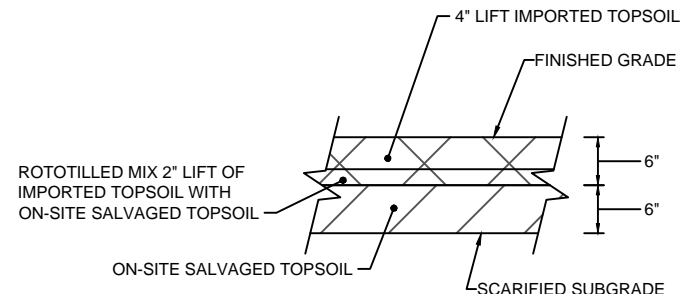 4" LIFT IMPORTED TOPSOIL
FINISHED GRADE
ROTOTILLED MIX 2" LIFT OF
IMPORTED TOPSOIL WITH
ON-SITE SALVAGED TOPSOIL
6"
6"
ON-SITE SALVAGED TOPSOIL
SCARIFIED SUBGRADE